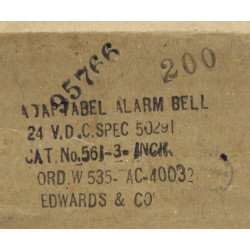 95766
200
ADAPTABEL ALARM BELL
24 V.D.C. SPEC 50291
CAT. No. 561-3-INCH
ORD. W 535-AC-40032
EDWARDS & CO